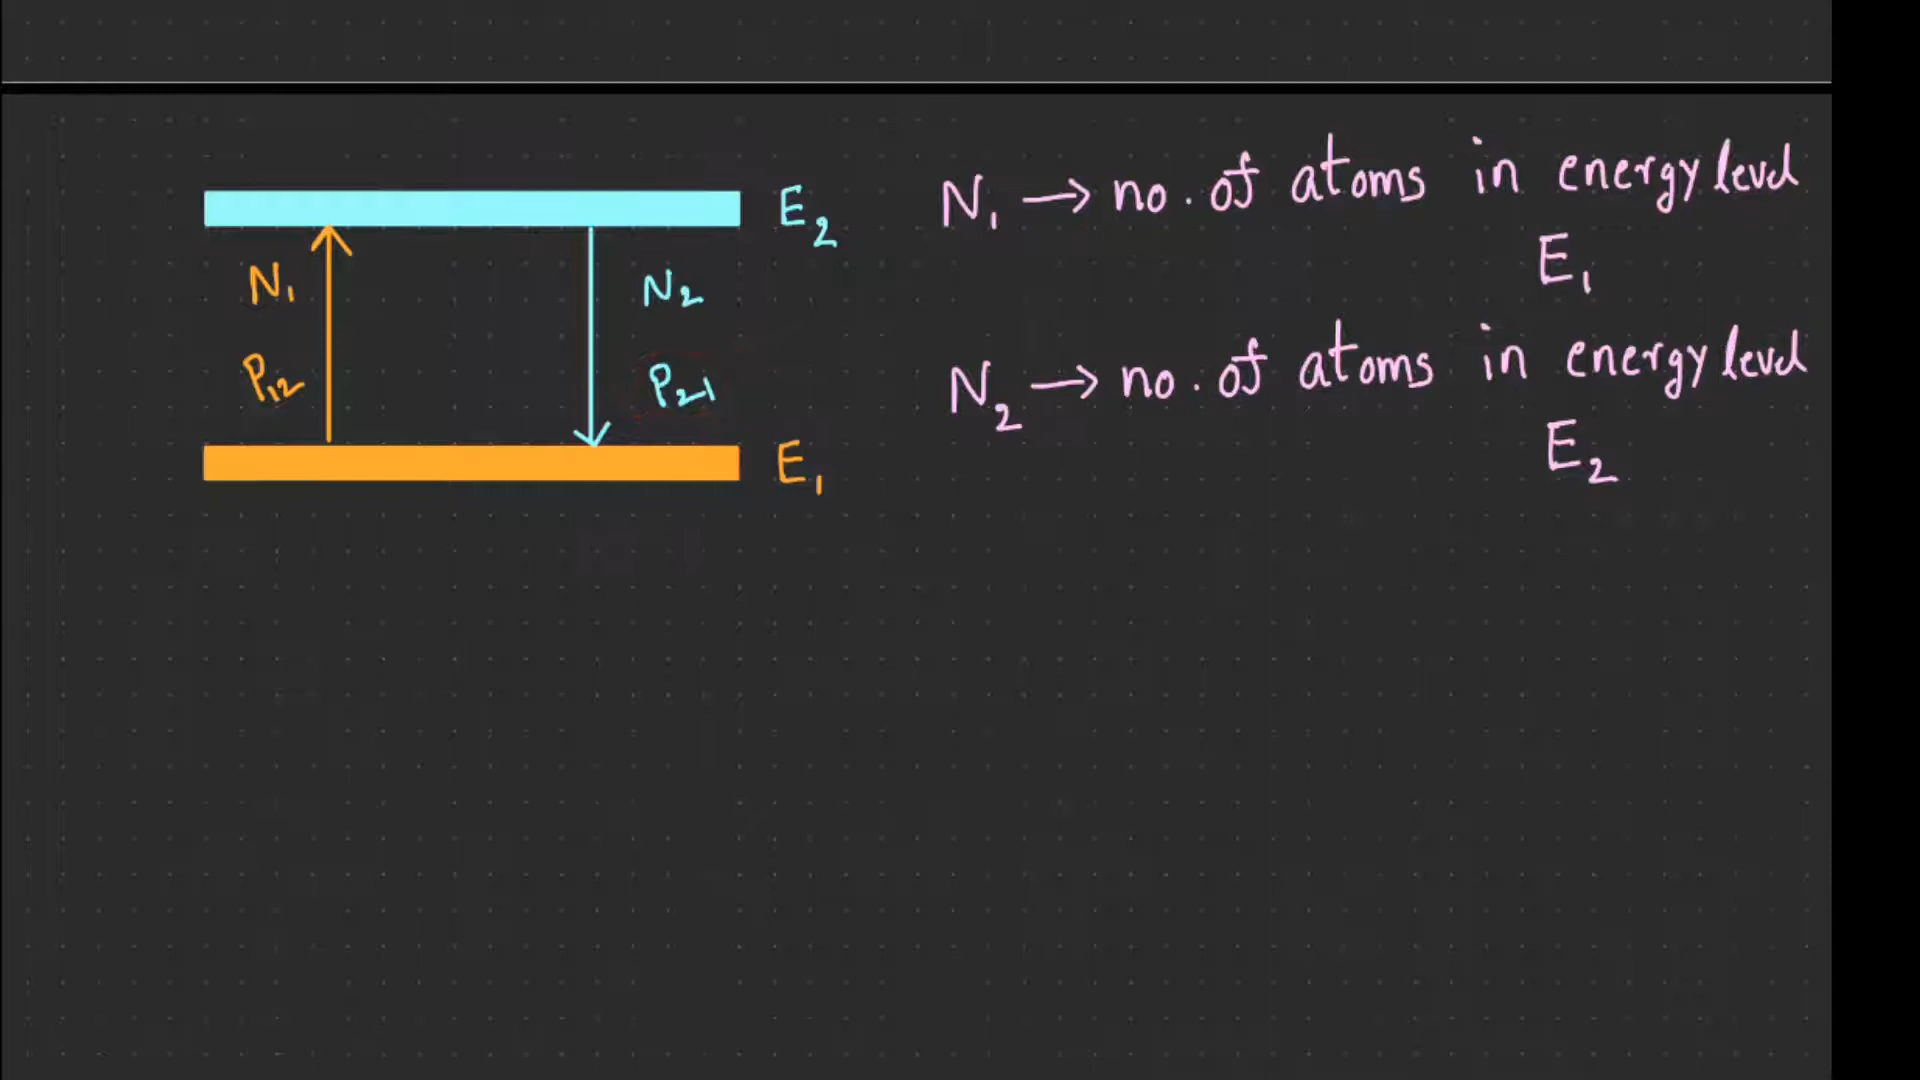 E₂
N₁
N₂
P₁₂
P₂₁
E₁
N₁ → no. of atoms in energy level
E₁
N₂ → no. of atoms in energy level
E₂